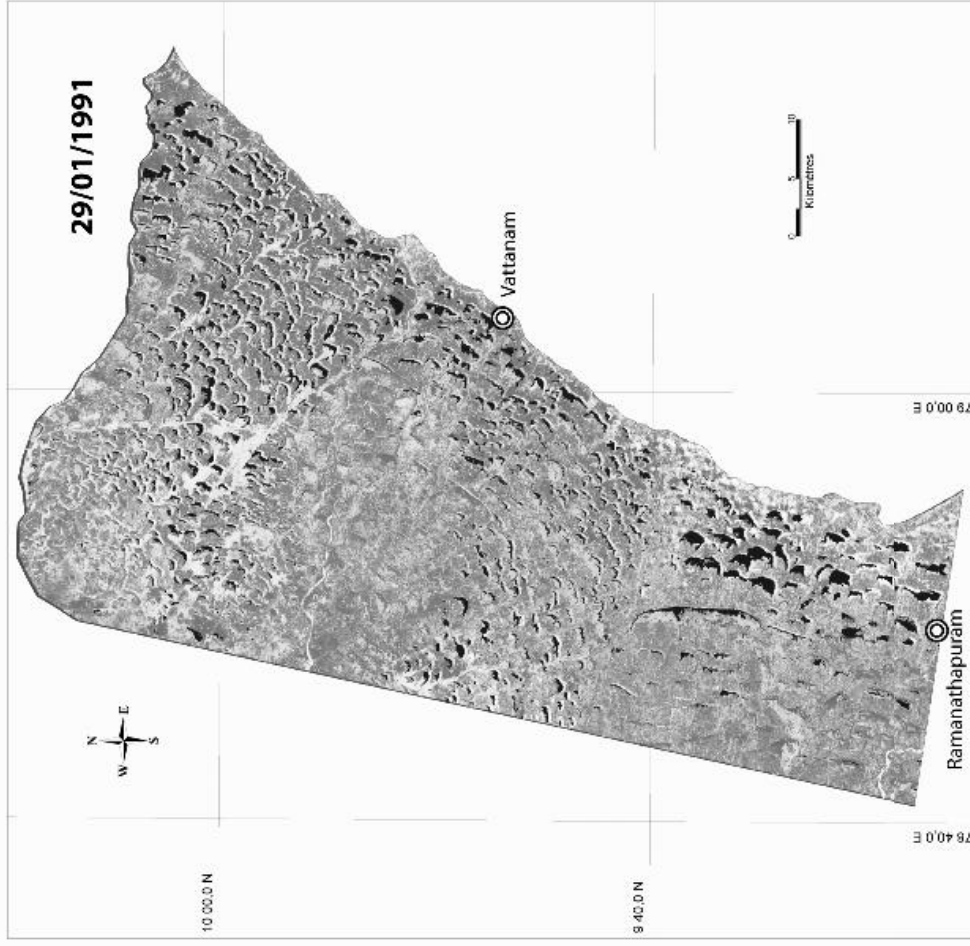 29/01/1991
Vattanam
0 5 10
Kilomètres
79 00,0 E
N
W E
S
Ramanathapuram
78 40,0 E
10 00,0 N
9 40,0 N